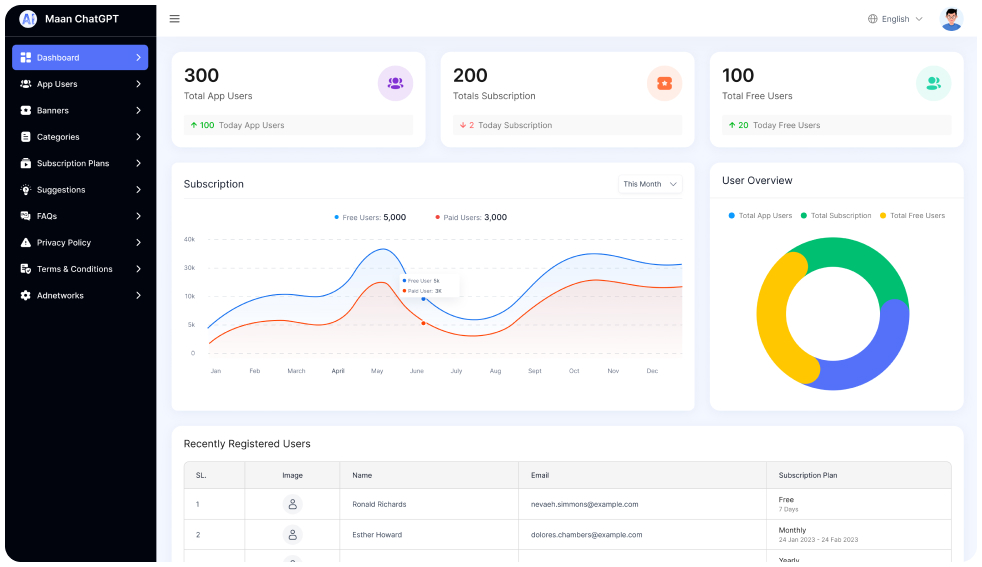 Ai Maan ChatGPT
English
Dashboard
App Users
Banners
Categories
Subscription Plans
Suggestions
FAQs
Privacy Policy
Terms & Conditions
Adnetworks
300
Total App Users
100 Today App Users
200
Totals Subscription
2 Today Subscription
100
Total Free Users
20 Today Free Users
Subscription
This Month
Free Users: 5,000 Paid Users: 3,000
40k
30k
10k
5k
0
Free User 5k
Paid User: 3K
Jan Feb March April May June July Aug Sept Oct Nov Dec
User Overview
Total App Users Total Subscription Total Free Users
Recently Registered Users
SL. Image Name Email Subscription Plan
1 Ronald Richards nevaeh.simmons@example.com Free
7 Days
2 Esther Howard dolores.chambers@example.com Monthly
24 Jan 2023 - 24 Fab 2023
Yearly